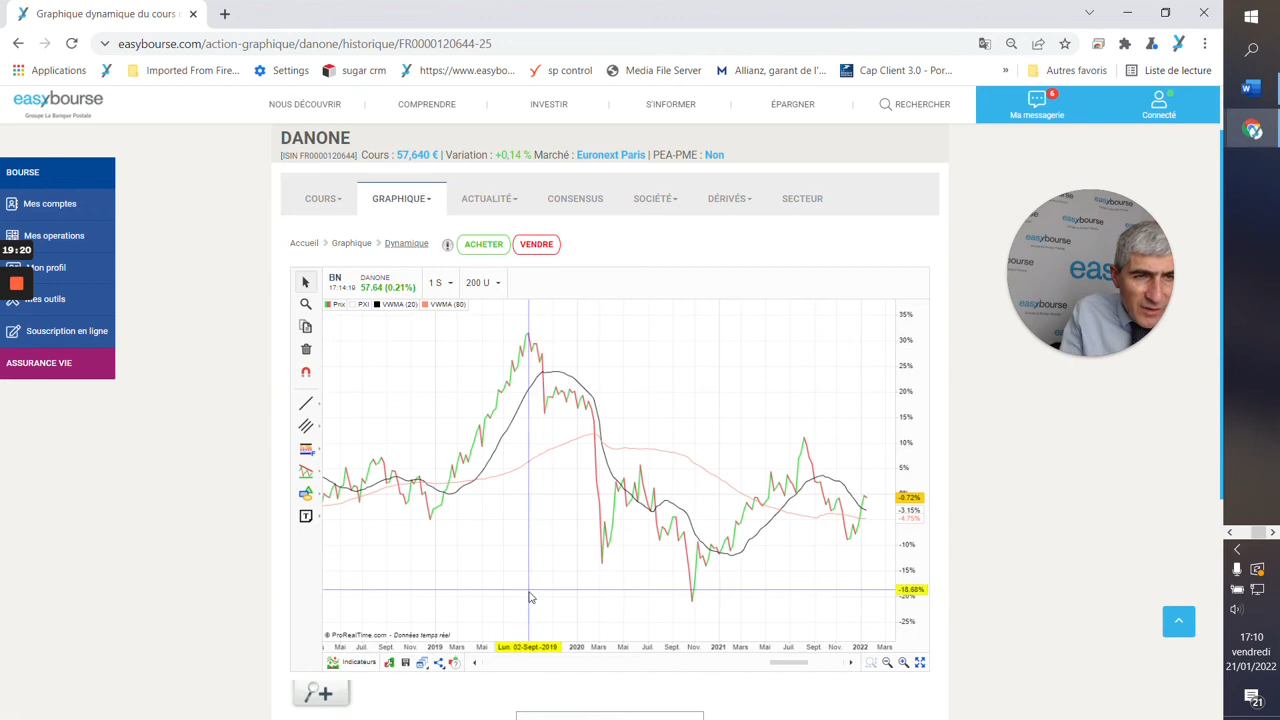 Graphique dynamique du cours d
easybourse.com/action-graphique/danone/historique/FR0000120644-25
Applications
Imported From Fire...
Settings
sugar crm
https://www.easybo...
sp control
Media File Server
Allianz, garant de l'...
Cap Client 3.0 - Por...
»
Autres favoris
Liste de lecture
easybourse
Groupe La Banque Postale
NOUS DÉCOUVRIR
COMPRENDRE
INVESTIR
S'INFORMER
ÉPARGNER
RECHERCHER
6
Ma messagerie
Connecté
DANONE
[ISIN FR0000120644] Cours : 57,640 € | Variation : +0,14 % Marché : Euronext Paris | PEA-PME : Non
BOURSE
Mes comptes
Mes operations
19:20
Mon profil
Mes outils
Souscription en ligne
ASSURANCE VIE
COURS
GRAPHIQUE
ACTUALITÉ
CONSENSUS
SOCIÉTÉ
DÉRIVÉS
SECTEUR
Accueil > Graphique > Dynamique
ACHETER
VENDRE
BN
DANONE
17:14:19
57.64 (0.21%)
1 S
200 U
Prix
PXI
VWMA (20)
VWMA (80)
35%
30%
25%
20%
15%
10%
5%
0%
-0.72%
-3.15%
-4.75%
-10%
-15%
-18.68%
-20%
-25%
© ProRealTime.com - Données temps réel
Mai
Juil.
Sept.
Nov.
2019
Mars
Mai
Lun. 02-Sept.-2019
2020
Mars
Mai
Juil.
Sept.
Nov.
2021
Mars
Mai
Juil.
Sept.
Nov.
2022
Mars
Indicateurs
easybourse
17:10
vendredi
21/01/2022
21